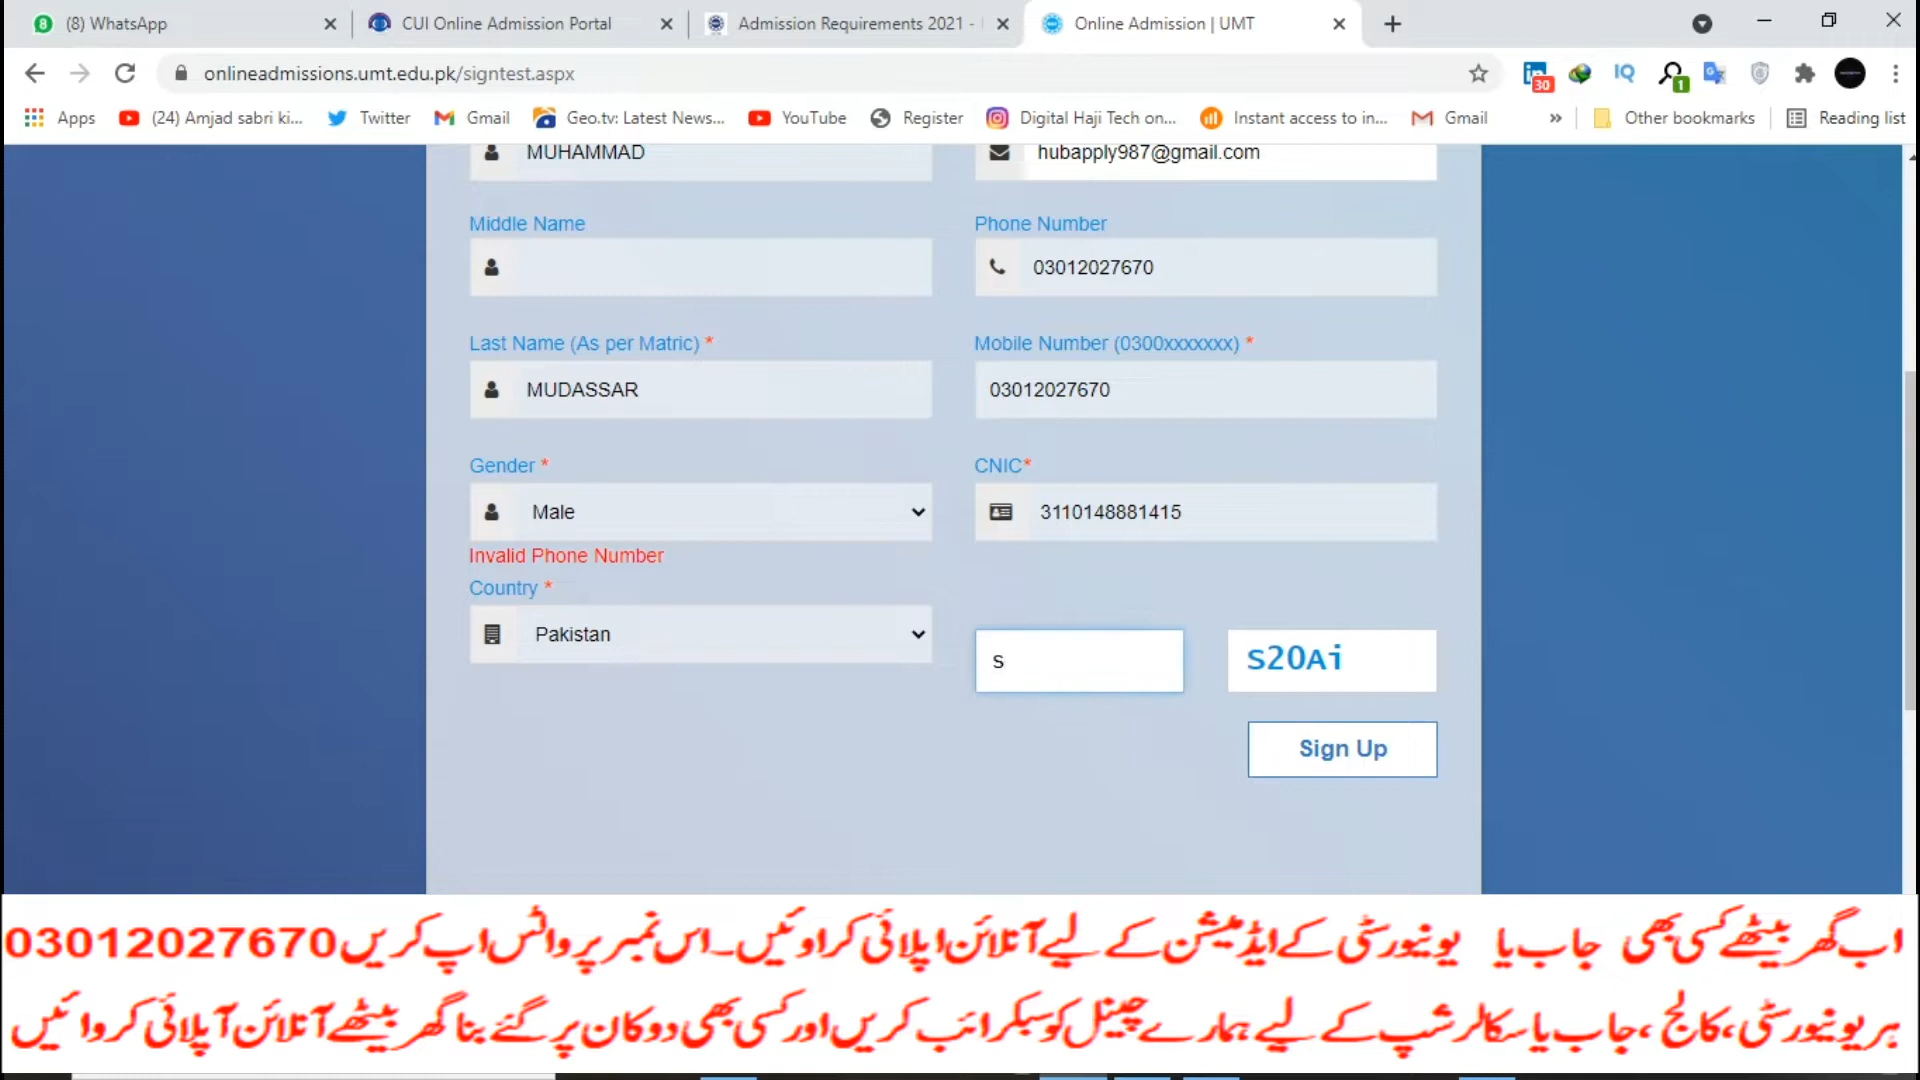 (8) WhatsApp
CUI Online Admission Portal
Admission Requirements 2021 -
Online Admission | UMT
onlineadmissions.umt.edu.pk/signtest.aspx
30
IQ
1
Apps
(24) Amjad sabri ki...
Twitter
Gmail
Geo.tv: Latest News...
YouTube
Register
Digital Haji Tech on...
Instant access to in...
Gmail
»
Other bookmarks
Reading list
MUHAMMAD
hubapply987@gmail.com
Middle Name
Phone Number
03012027670
Last Name (As per Matric) *
Mobile Number (0300xxxxxxx) *
MUDASSAR
03012027670
Gender *
CNIC*
Male
3110148881415
Invalid Phone Number
Country *
Pakistan
s
S20Ai
Sign Up
اب گھر بیٹھے کسی بھی جاب یا یونیورسٹی کے ایڈمیشن کے لیے آنلائن اپلائی کراوئیں۔اس نمبر پر واٹس اپ کریں 03012027670
ہر یونیورسٹی، کالج ،جاب یا سکالرشپ کے لیے ہمارے چینل کو سبکرائب کریں اور کسی بھی دوکان پر گئے بنا گھر بیٹھے آنلائن آپلائی کروائیں